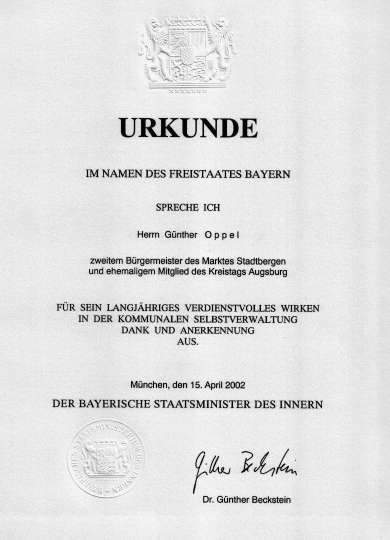 URKUNDE
IM NAMEN DES FREISTAATES BAYERN
SPRECHE ICH
Herrn Günther Oppel
zweitem Bürgermeister des Marktes Stadtbergen
und ehemaligem Mitglied des Kreistags Augsburg
FÜR SEIN LANGJÄHRIGES VERDIENSTVOLLES WIRKEN
IN DER KOMMUNALEN SELBSTVERWALTUNG
DANK UND ANERKENNUNG
AUS.
München, den 15. April 2002
DER BAYERISCHE STAATSMINISTER DES INNERN
Günther Beckstein
Dr. Günther Beckstein